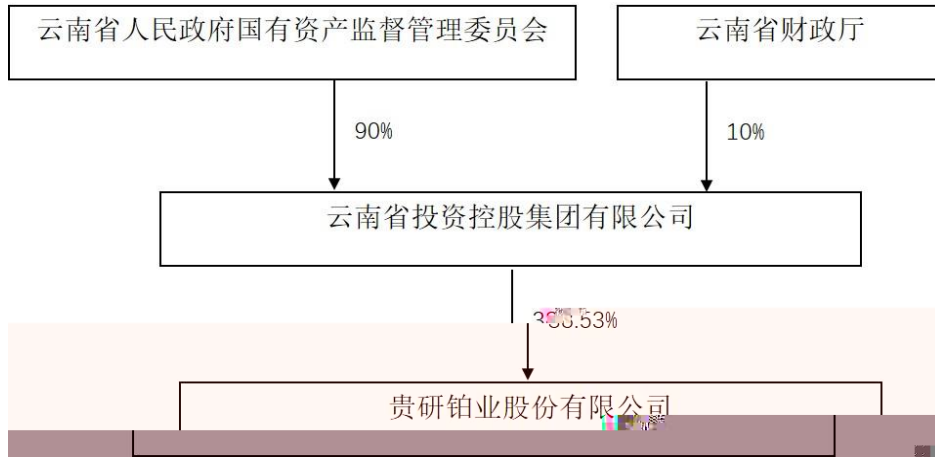 云南省人民政府国有资产监督管理委员会
云南省财政厅
90%
10%
云南省投资控股集团有限公司
贵研铂业股份有限公司